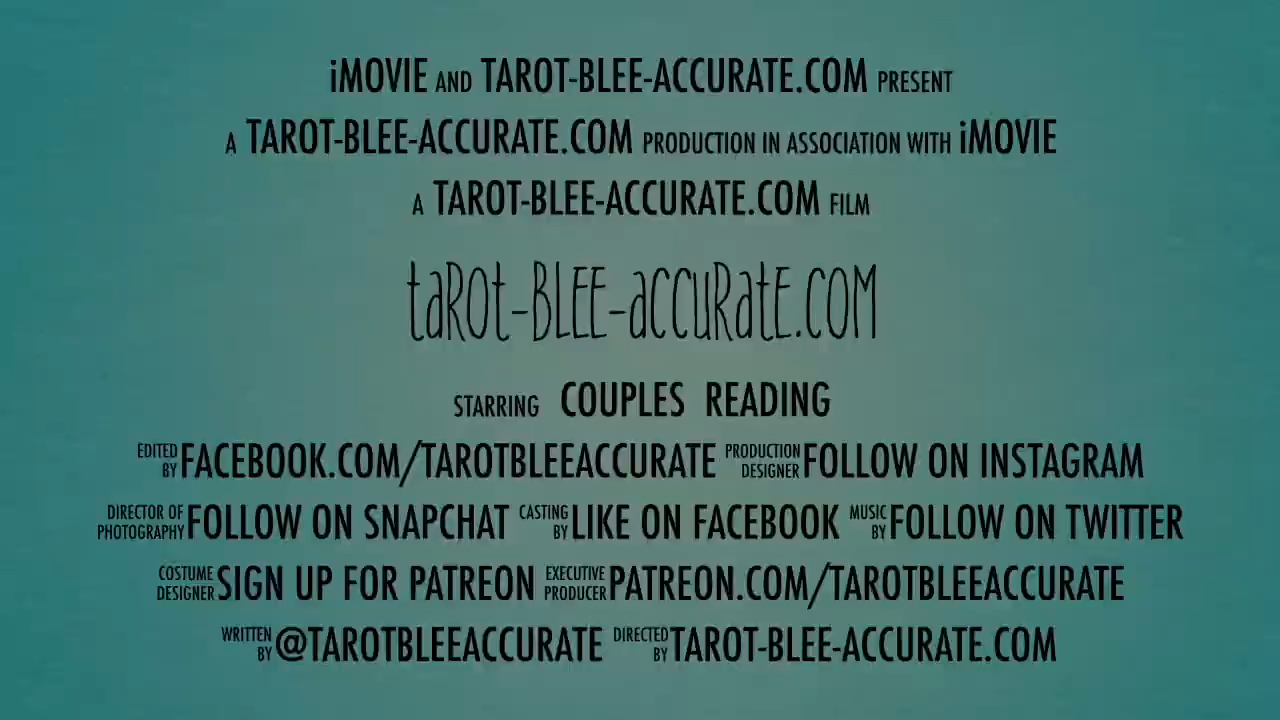 iMOVIE AND TAROT-BLEE-ACCURATE.COM PRESENT
A TAROT-BLEE-ACCURATE.COM PRODUCTION IN ASSOCIATION WITH iMOVIE
A TAROT-BLEE-ACCURATE.COM FILM
taRot-BLEE-accuRatE.coM
STARRING COUPLES READING
EDITED BY FACEBOOK.COM/TAROTBLEEACCURATE PRODUCTION DESIGNER FOLLOW ON INSTAGRAM
DIRECTOR OF PHOTOGRAPHY FOLLOW ON SNAPCHAT CASTING BY LIKE ON FACEBOOK MUSIC BY FOLLOW ON TWITTER
COSTUME DESIGNER SIGN UP FOR PATREON EXECUTIVE PRODUCER PATREON.COM/TAROTBLEEACCURATE
WRITTEN BY @TAROTBLEEACCURATE DIRECTED BY TAROT-BLEE-ACCURATE.COM